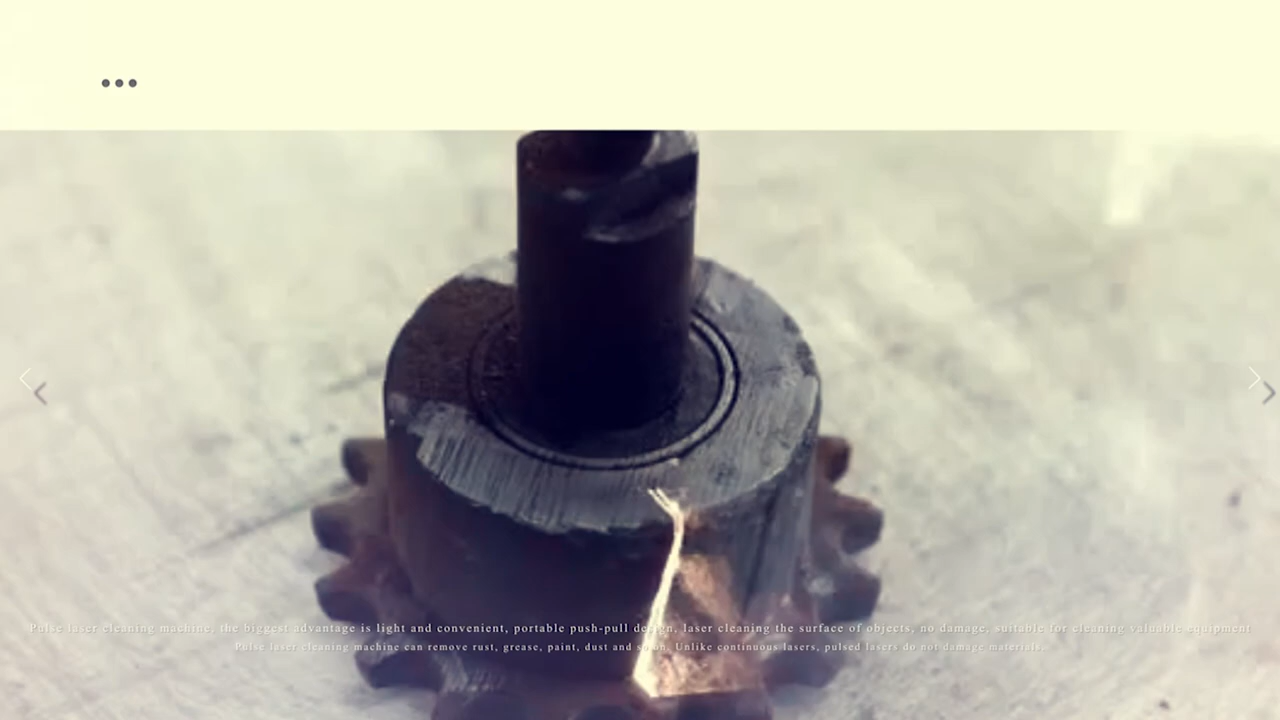 Pulse laser cleaning machine, the biggest advantage is light and convenient, portable push-pull design, laser cleaning the surface of objects, no damage, suitable for cleaning valuable equipment
Pulse laser cleaning machine can remove rust, grease, paint, dust and so on. Unlike continuous lasers, pulsed lasers do not damage materials.